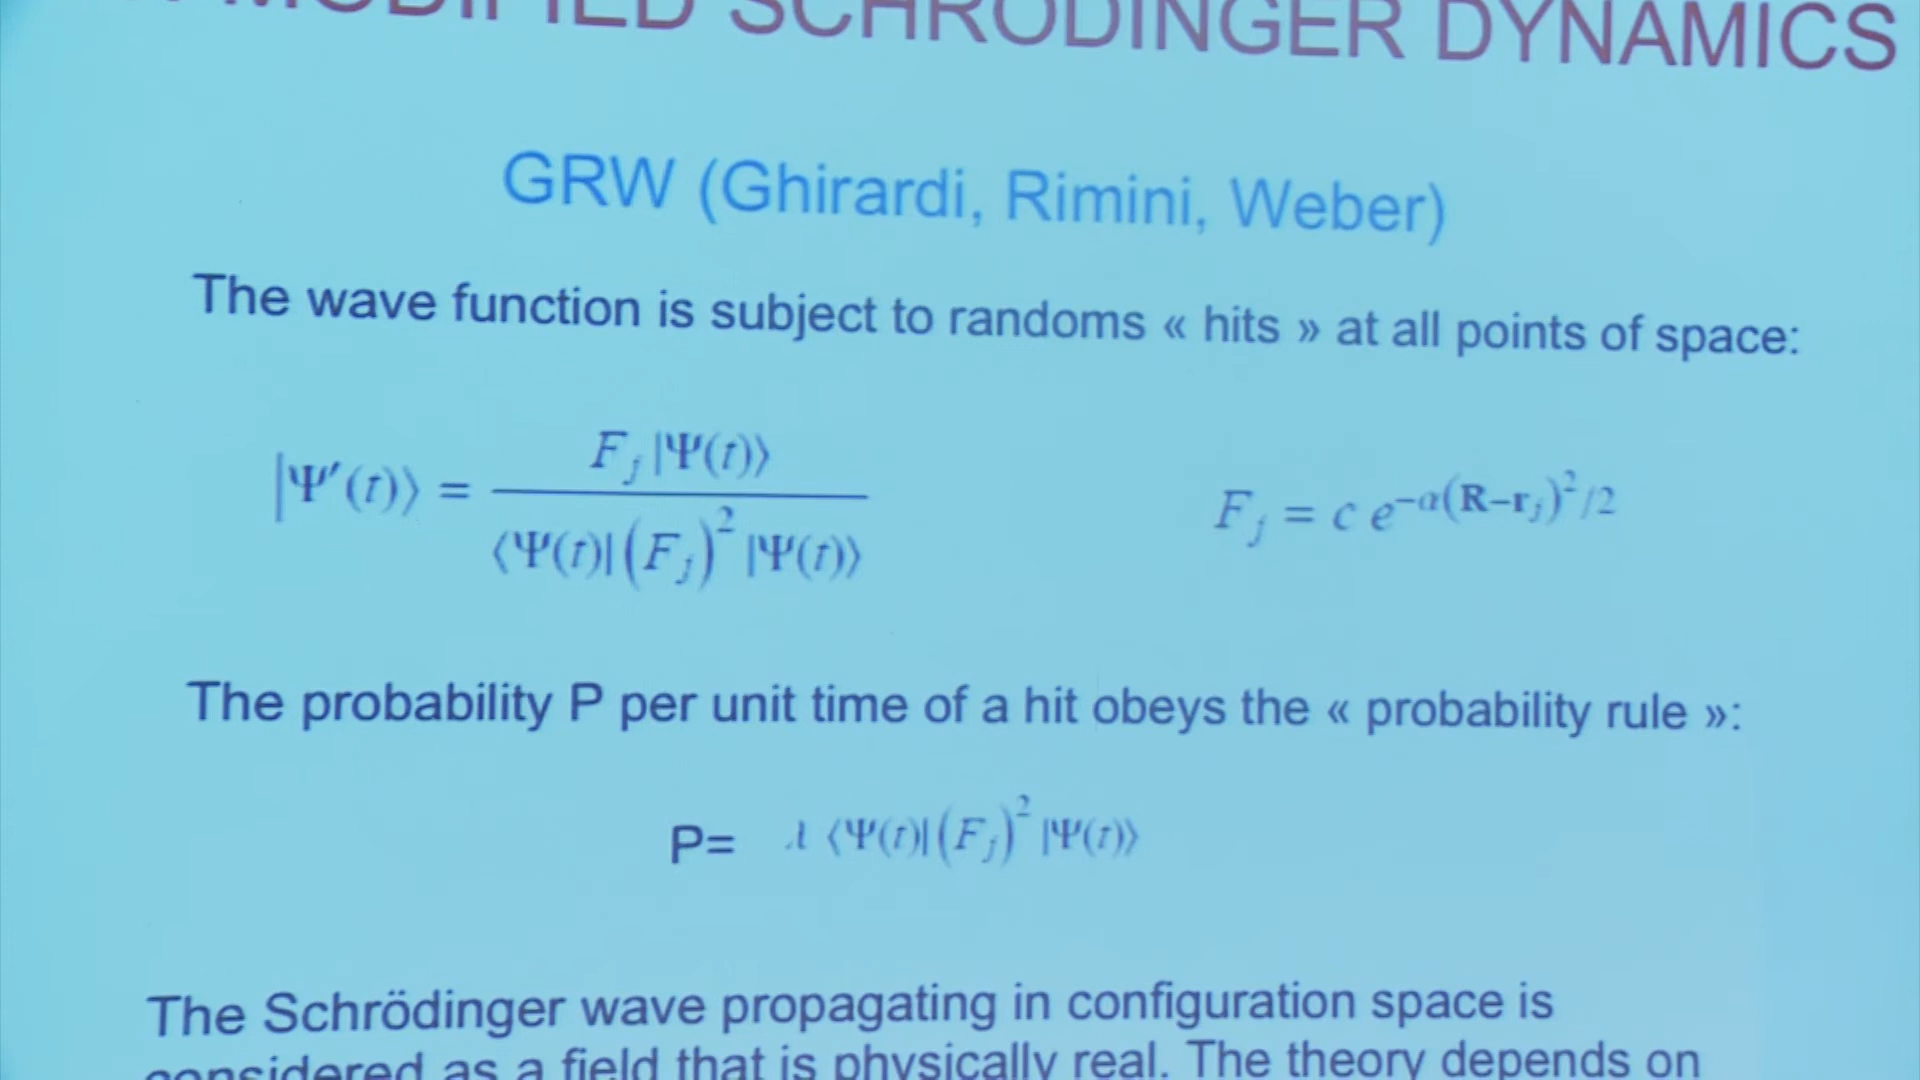 MODIFIED SCHRÖDINGER DYNAMICS
GRW (Ghirardi, Rimini, Weber)
The wave function is subject to randoms « hits » at all points of space:
|Ψ′(t)⟩ = F_j |Ψ(t)⟩ / ⟨Ψ(t)| (F_j)² |Ψ(t)⟩    F_j = c e^{-α(R−r_j)²/2}
The probability P per unit time of a hit obeys the « probability rule »:
P= λ ⟨Ψ(t)| (F_j)² |Ψ(t)⟩
The Schrödinger wave propagating in configuration space is
considered as a field that is physically real. The theory depends on